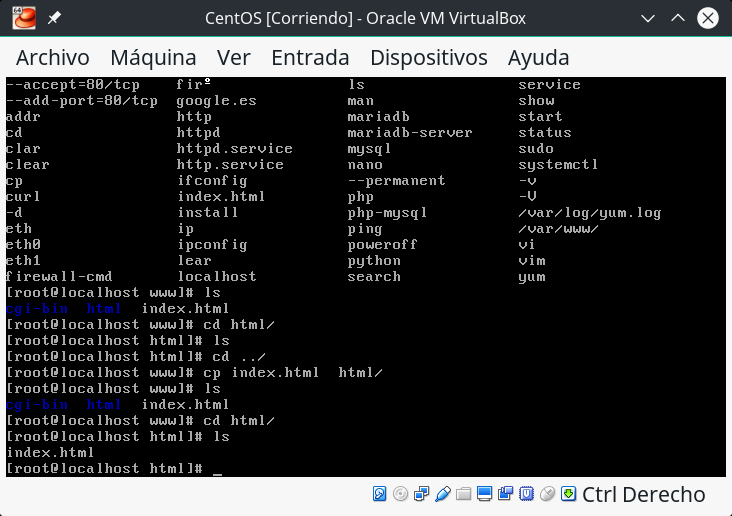 CentOS [Corriendo] - Oracle VM VirtualBox
Archivo Máquina Ver Entrada Dispositivos Ayuda
--accept=80/tcp firº ls service
--add-port=80/tcp google.es man show
addr http mariadb start
cd httpd mariadb-server status
clar httpd.service mysql sudo
clear http.service nano systemctl
cp ifconfig --permanent -v
curl index.html php -V
-d install php-mysql /var/log/yum.log
eth ip ping /var/www/
eth0 ipconfig poweroff vi
eth1 lear python vim
firewall-cmd localhost search yum
[root@localhost www]# ls
cgi-bin html index.html
[root@localhost www]# cd html/
[root@localhost html]# ls
[root@localhost html]# cd ../
[root@localhost www]# cp index.html html/
[root@localhost www]# ls
cgi-bin html index.html
[root@localhost www]# cd html/
[root@localhost html]# ls
index.html
[root@localhost html]# _
Ctrl Derecho